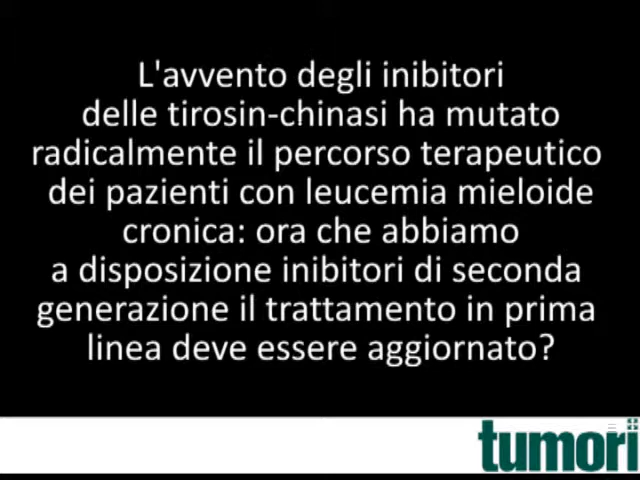 L'avvento degli inibitori
delle tirosin-chinasi ha mutato
radicalmente il percorso terapeutico
dei pazienti con leucemia mieloide
cronica: ora che abbiamo
a disposizione inibitori di seconda
generazione il trattamento in prima
linea deve essere aggiornato?
tumori